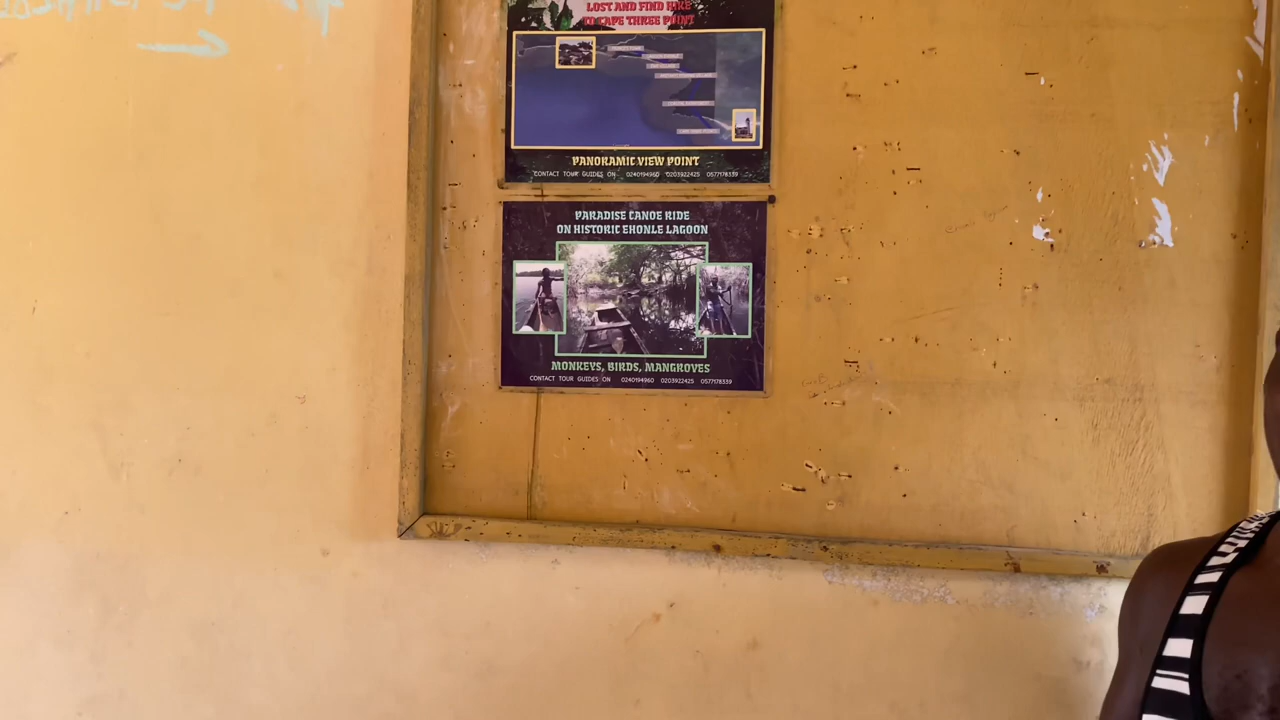 LOST AND FIND HIKE
TO CAPE THREE POINT
PANORAMIC VIEW POINT
CONTACT TOUR GUIDES ON 0240194960 0203922425 0577178339
PARADISE CANOE RIDE
ON HISTORIC EHONLE LAGOON
MONKEYS, BIRDS, MANGROVES
CONTACT TOUR GUIDES ON 0240194960 0203922425 0577178339